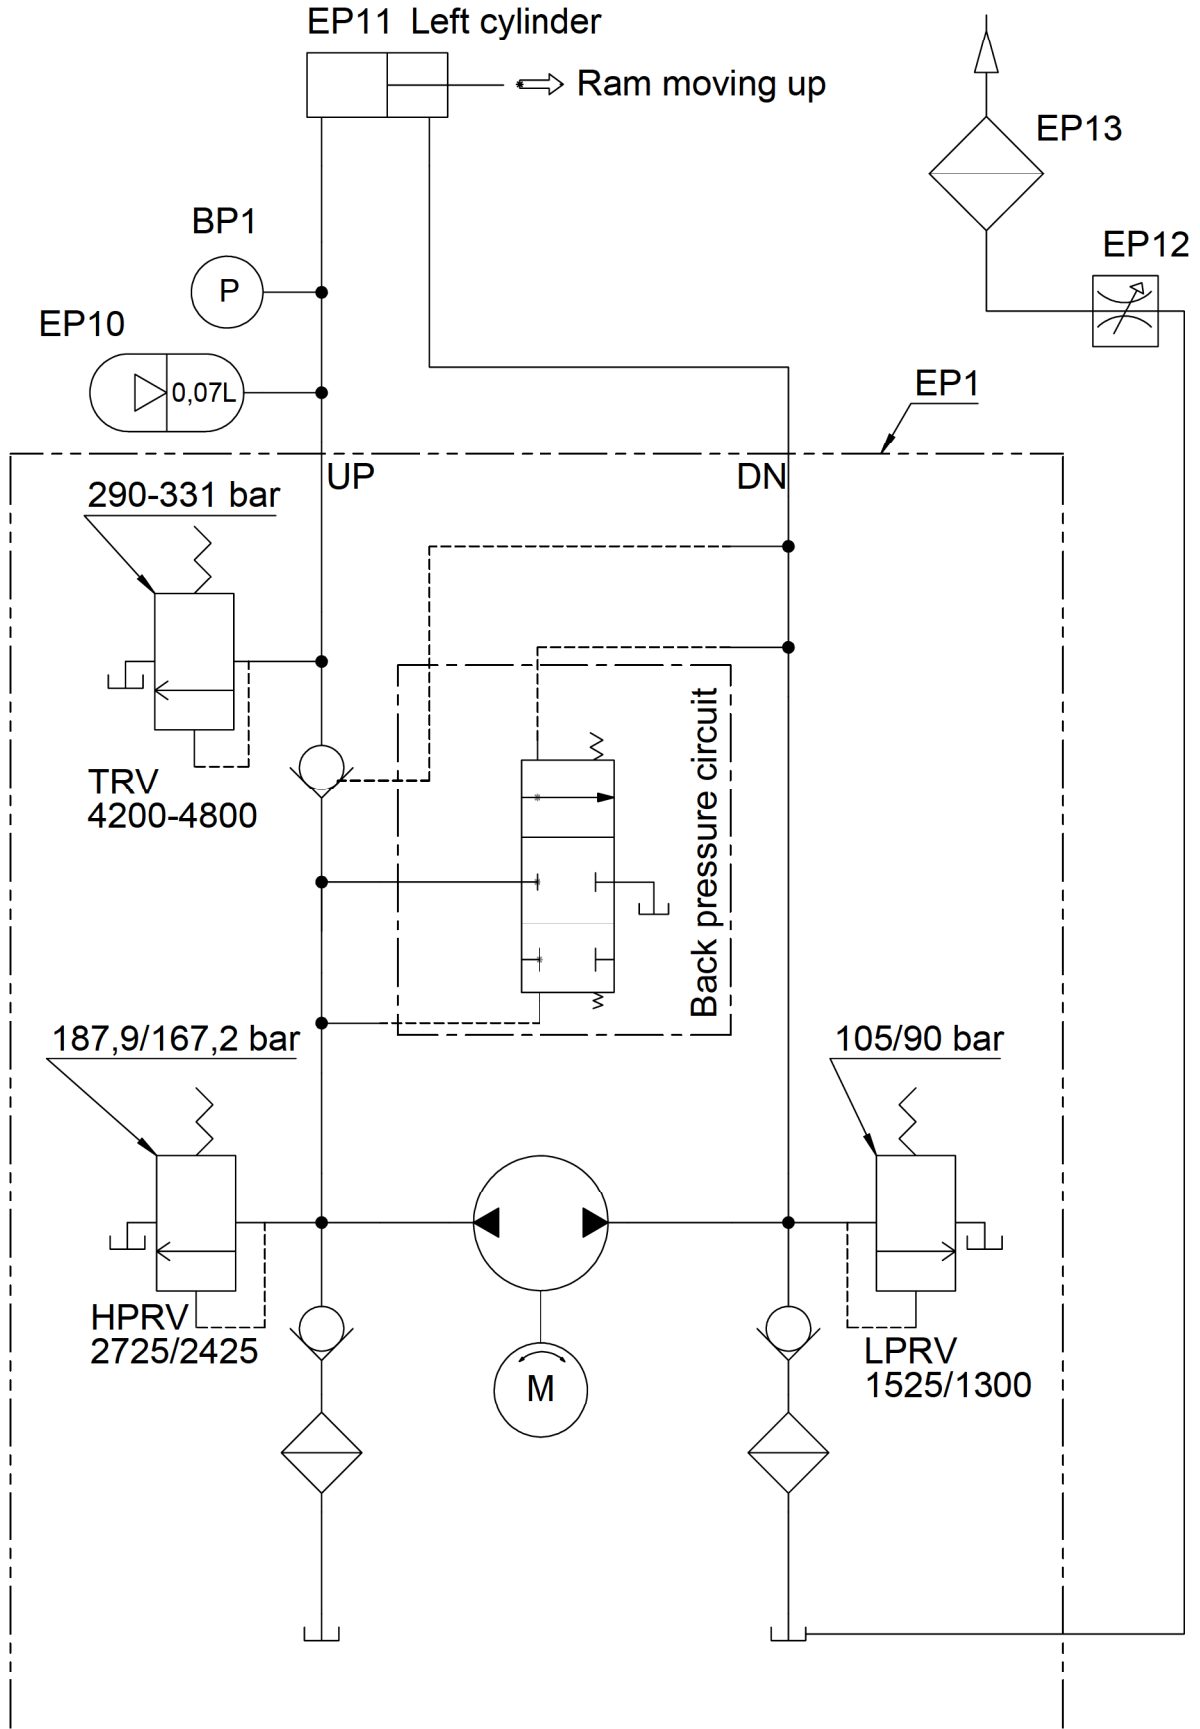 EP11 Left cylinder
Ram moving up
EP13
BP1
P
EP12
EP10
0,07L
EP1
UP
DN
290-331 bar
TRV
4200-4800
Back pressure circuit
187,9/167,2 bar
105/90 bar
HPRV
2725/2425
LPRV
1525/1300
M